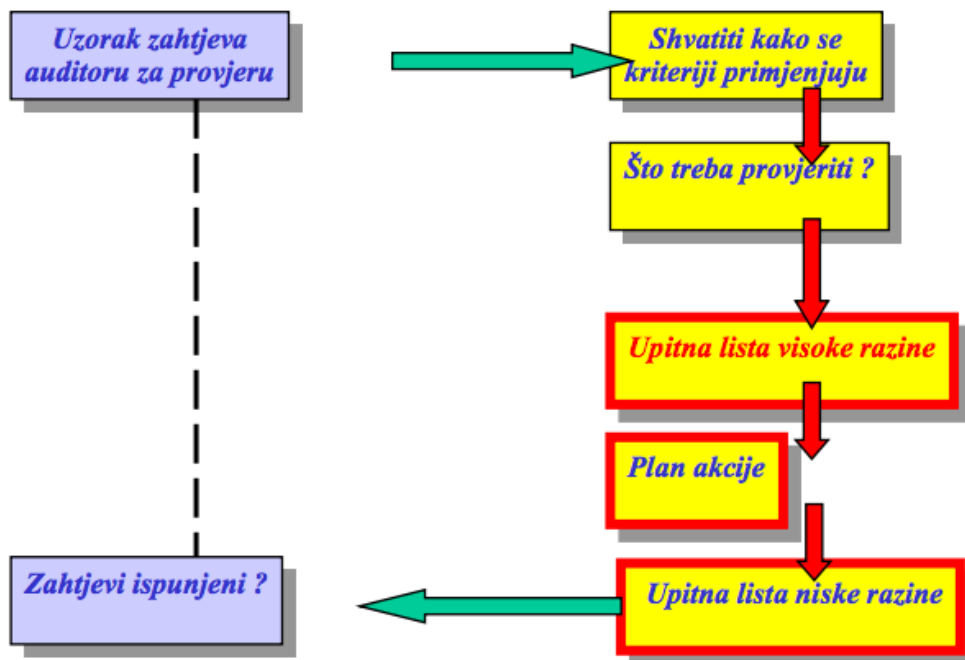 Uzorak zahtjeva
auditoru za provjeru
Shvatiti kako se
kriteriji primjenjuju
Što treba provjeriti ?
Upitna lista visoke razine
Plan akcije
Zahtjevi ispunjeni ?
Upitna lista niske razine